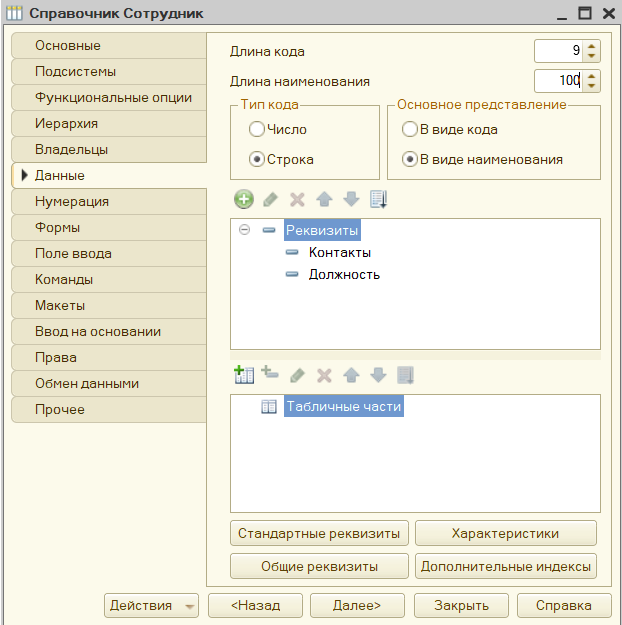 Справочник Сотрудник
Основные
Подсистемы
Функциональные опции
Иерархия
Владельцы
Данные
Нумерация
Формы
Поле ввода
Команды
Макеты
Ввод на основании
Права
Обмен данными
Прочее
Длина кода 9
Длина наименования 100
Тип кода
Число
Строка
Основное представление
В виде кода
В виде наименования
Реквизиты
Контакты
Должность
Табличные части
Стандартные реквизиты Характеристики
Общие реквизиты Дополнительные индексы
Действия <Назад Далее> Закрыть Справка